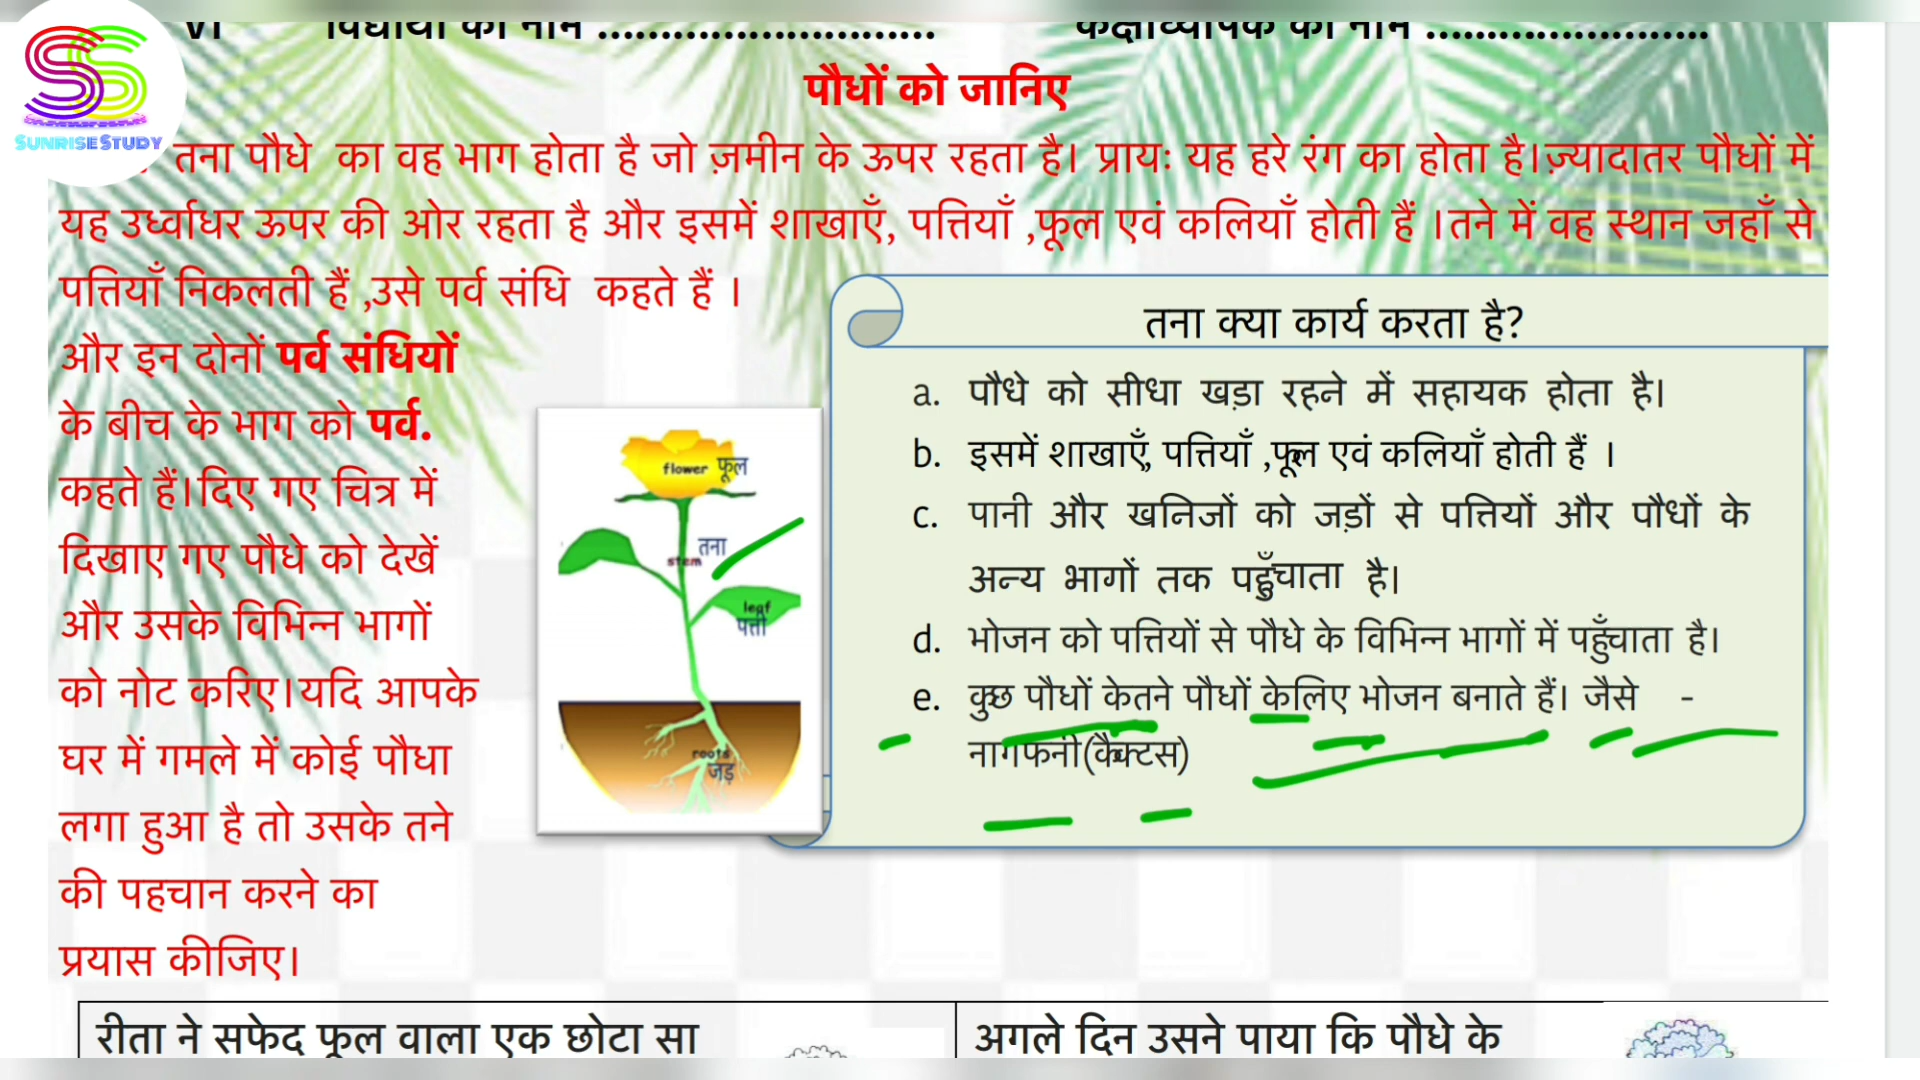 VI विद्यार्थी का नाम ............................ कक्षाध्यापक का नाम .......................
SUNRISESTUDY
पौधों को जानिए
तना पौधे का वह भाग होता है जो ज़मीन के ऊपर रहता है। प्रायः यह हरे रंग का होता है।ज़्यादातर पौधों में
यह उर्ध्वाधर ऊपर की ओर रहता है और इसमें शाखाएँ, पत्तियाँ ,फूल एवं कलियाँ होती हैं ।तने में वह स्थान जहाँ से
पत्तियाँ निकलती हैं ,उसे पर्व संधि कहते हैं ।
और इन दोनों पर्व संधियों
के बीच के भाग को पर्व.
कहते हैं।दिए गए चित्र में
दिखाए गए पौधे को देखें
और उसके विभिन्न भागों
को नोट करिए।यदि आपके
घर में गमले में कोई पौधा
लगा हुआ है तो उसके तने
की पहचान करने का
प्रयास कीजिए।
flower फूल
तना
stem
leaf
पत्ती
roots
जड़
तना क्या कार्य करता है?
a. पौधे को सीधा खड़ा रहने में सहायक होता है।
b. इसमें शाखाएँ, पत्तियाँ ,फूल एवं कलियाँ होती हैं ।
c. पानी और खनिजों को जड़ों से पत्तियों और पौधों के
अन्य भागों तक पहुँचाता है।
d. भोजन को पत्तियों से पौधे के विभिन्न भागों में पहुँचाता है।
e. कुछ पौधों केतने पौधों केलिए भोजन बनाते हैं। जैसे -
नागफनी(कैक्टस)
रीता ने सफेद फूल वाला एक छोटा सा
अगले दिन उसने पाया कि पौधे के